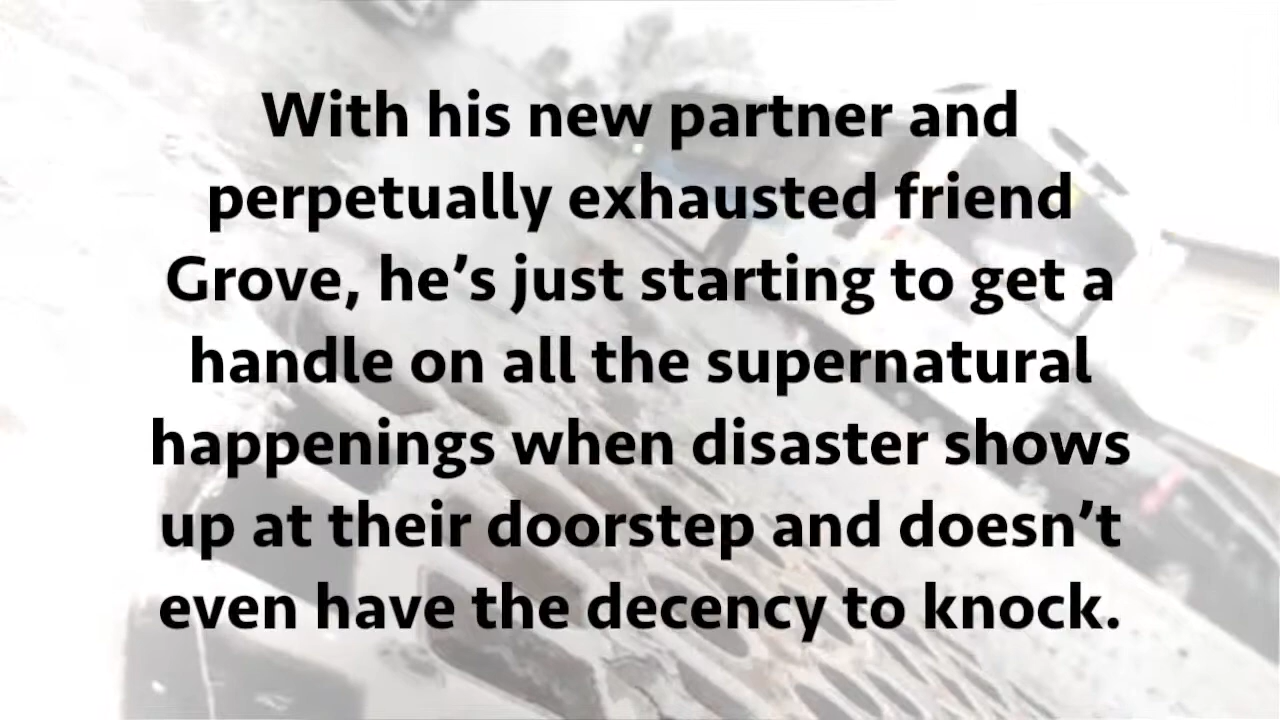 With his new partner and
perpetually exhausted friend
Grove, he’s just starting to get a
handle on all the supernatural
happenings when disaster shows
up at their doorstep and doesn’t
even have the decency to knock.